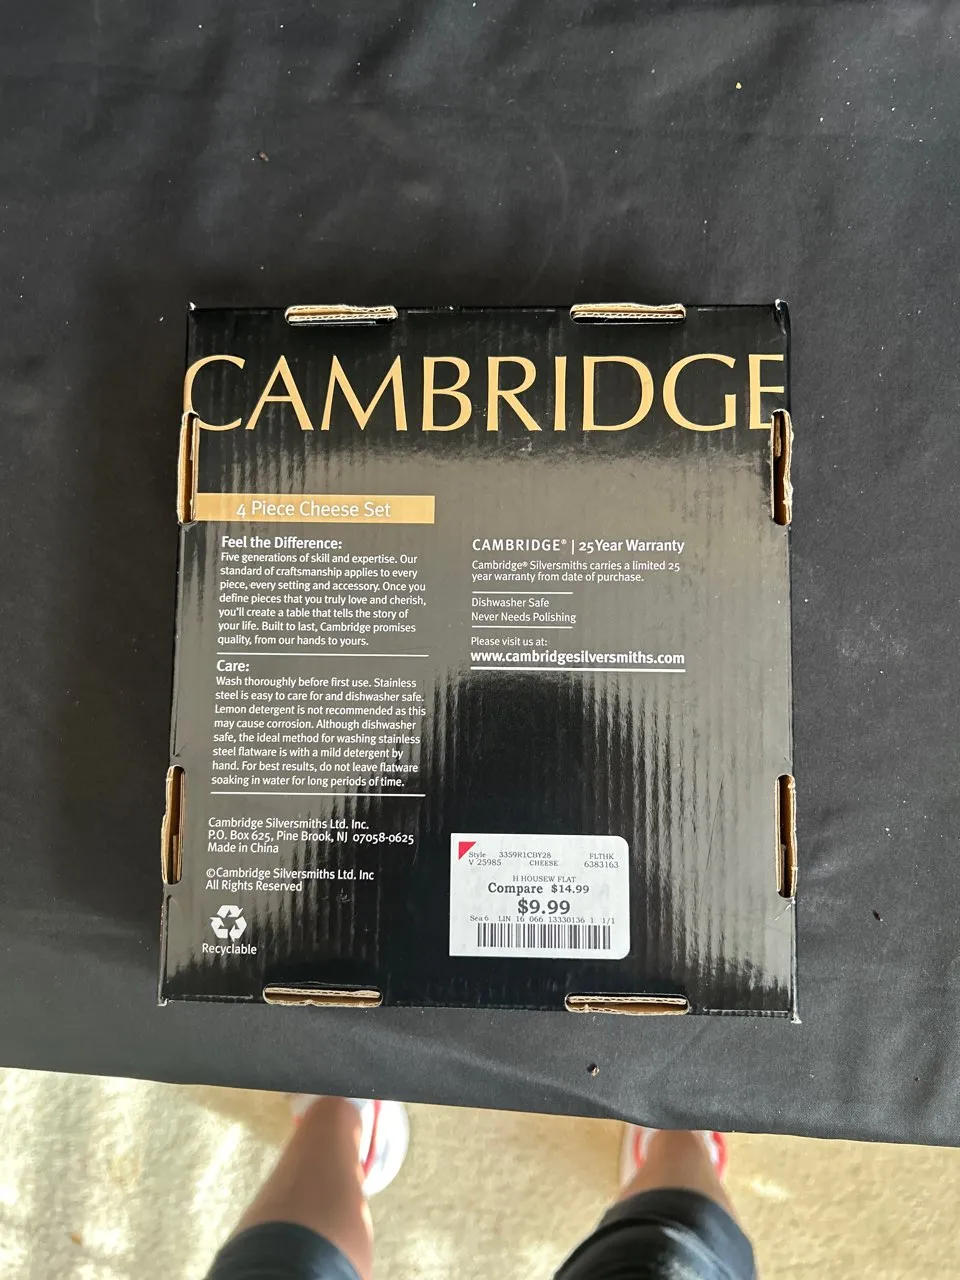 CAMBRIDGE
4 Piece Cheese Set
Feel the Difference:
Five generations of skill and expertise. Our
standard of craftsmanship applies to every
piece, every setting and accessory. Once you
define pieces that you truly love and cherish,
you'll create a table that tells the story of
your life. Built to last, Cambridge promises
quality, from our hands to yours.
Care:
Wash thoroughly before first use. Stainless
steel is easy to care for and dishwasher safe.
Lemon detergent is not recommended as this
may cause corrosion. Although dishwasher
safe, the ideal method for washing stainless
steel flatware is with a mild detergent by
hand. For best results, do not leave flatware
soaking in water for long periods of time.
Cambridge Silversmiths Ltd. Inc.
P.O. Box 625, Pine Brook, NJ 07058-0625
Made in China
©Cambridge Silversmiths Ltd. Inc
All Rights Reserved
Recyclable
CAMBRIDGE® | 25 Year Warranty
Cambridge® Silversmiths carries a limited 25
year warranty from date of purchase.
Dishwasher Safe
Never Needs Polishing
Please visit us at:
www.cambridgesilversmiths.com
Style 3359R1CBY28 FLTHK
V 25985 CHEESE 6383163
H HOUSEW FLAT
Compare $14.99
$9.99
Sea6 LIN 16 066 13330136 1 1/1